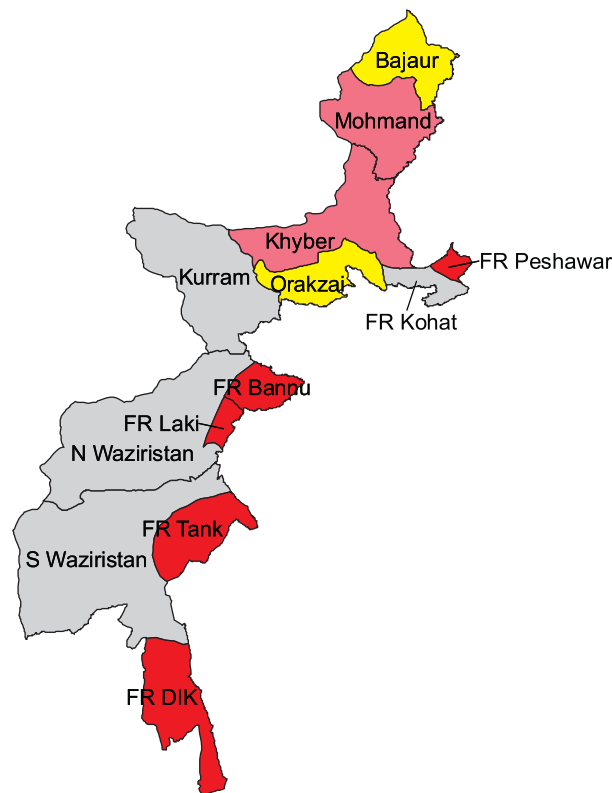 Bajaur
Mohmand
Khyber
FR Peshawar
Kurram
Orakzai
FR Kohat
FR Bannu
FR Laki
N Waziristan
FR Tank
S Waziristan
FR DIK